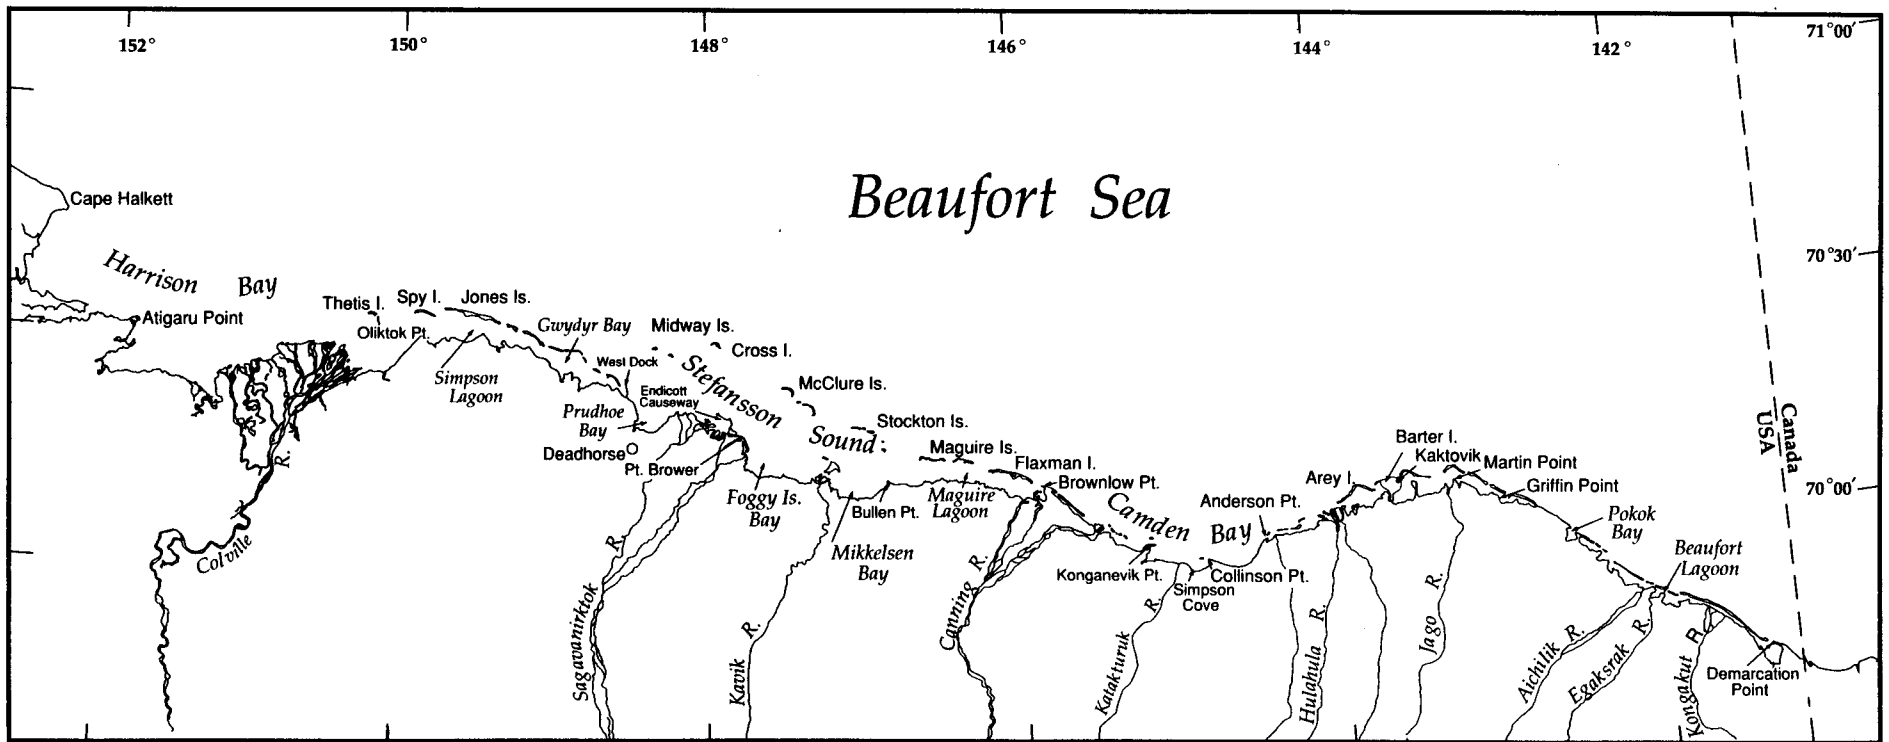 152°
150°
148°
146°
144°
142°
71°00′
Beaufort Sea
Cape Halkett
70°30′
Harrison Bay
Thetis I.
Spy I.
Jones Is.
Atigaru Point
Oliktok Pt.
Gwydyr Bay
Midway Is.
Cross I.
West Dock
Simpson
Lagoon
Stefansson
Sound
McClure Is.
Endicott
Causeway
Prudhoe
Bay
Stockton Is.
Deadhorse
Pt. Brower
Maguire Is.
Flaxman I.
Brownlow Pt.
Foggy Is.
Bay
Bullen Pt.
Maguire
Lagoon
Mikkelsen
Bay
Camden Bay
Anderson Pt.
Arey I.
Barter I.
Kaktovik
Martin Point
Griffin Point
70°00′
Canada
USA
Pokok
Bay
Beaufort
Lagoon
Konganevik Pt.
Collinson Pt.
Simpson
Cove
Colville R.
Sagavanirktok R.
Kavik R.
Canning R.
Katakturuk R.
Hulahula R.
Jago R.
Aichilik R.
Egaksrak R.
Kongakut R.
Demarcation
Point